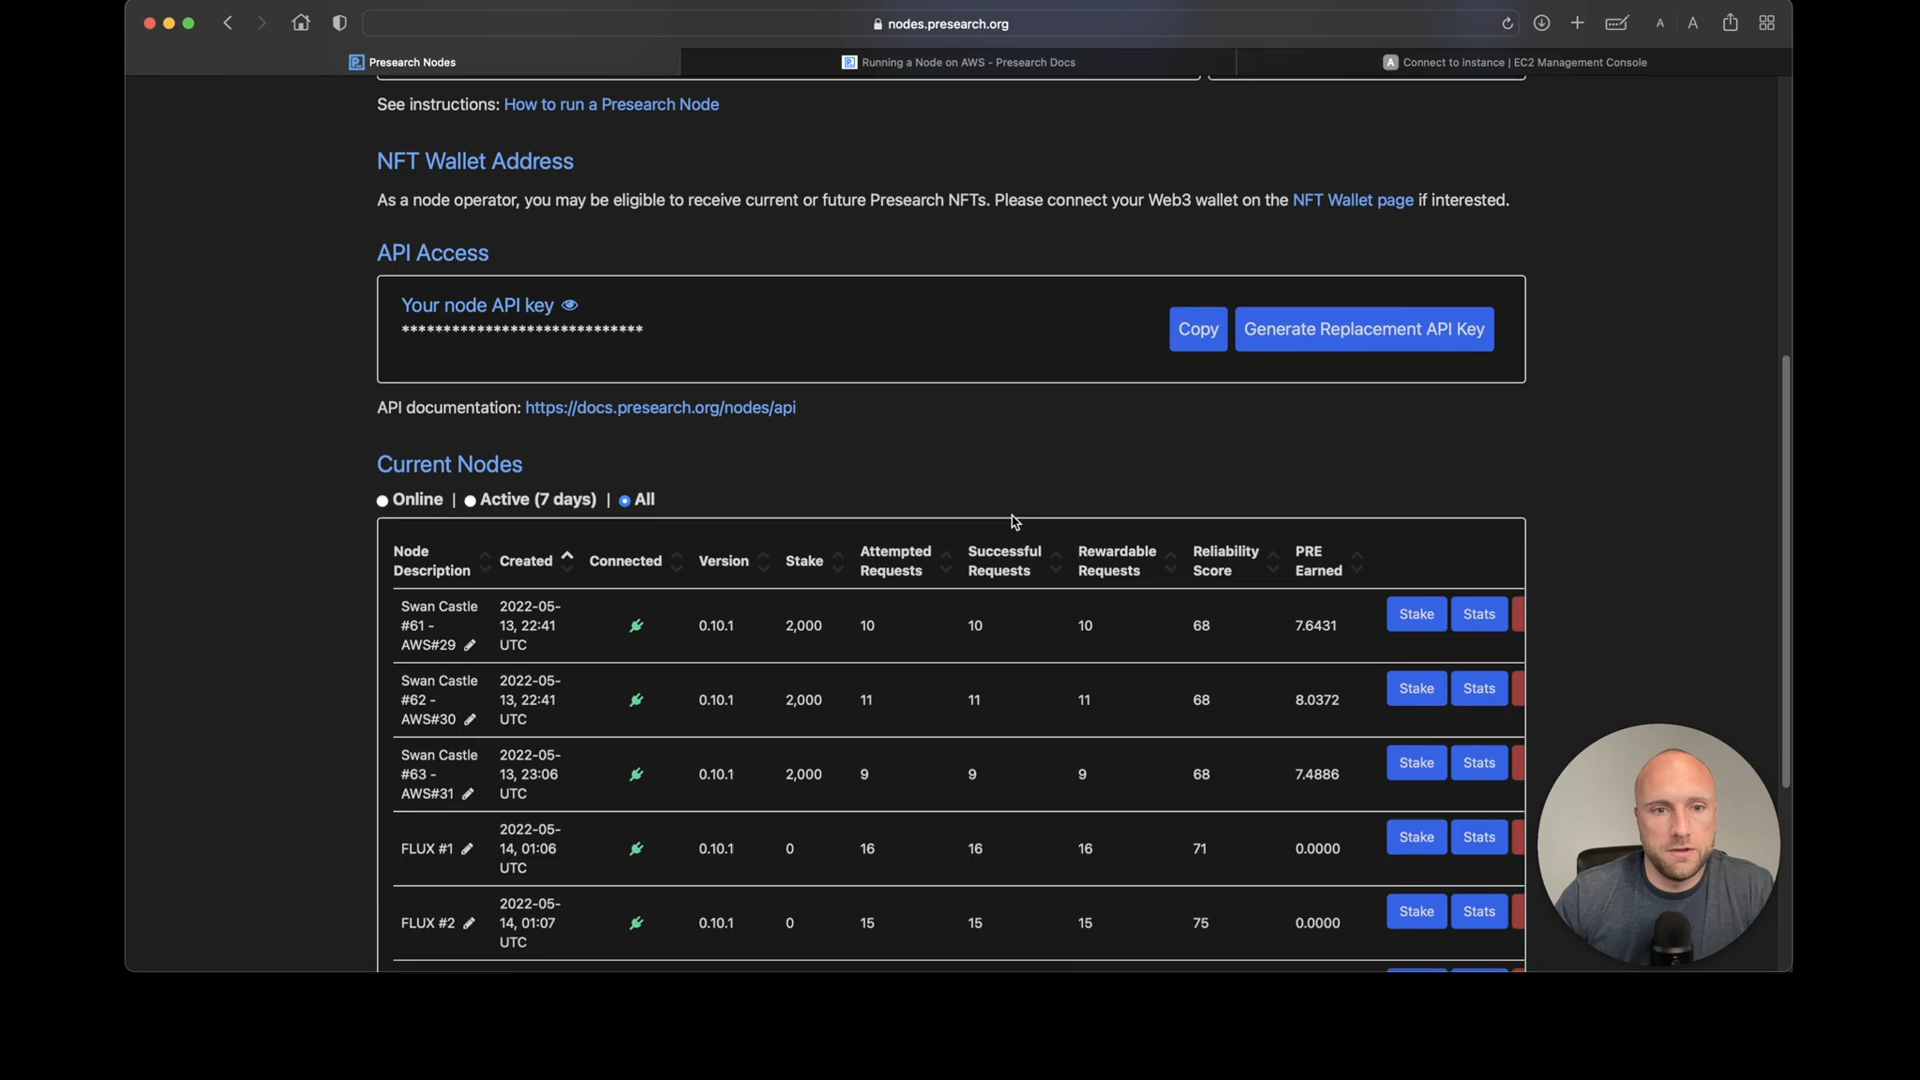 nodes.presearch.org
A A
Presearch Nodes
Running a Node on AWS - Presearch Docs
A Connect to instance | EC2 Management Console
See instructions: How to run a Presearch Node
NFT Wallet Address
As a node operator, you may be eligible to receive current or future Presearch NFTs. Please connect your Web3 wallet on the NFT Wallet page if interested.
API Access
Your node API key
*****************************
Copy Generate Replacement API Key
API documentation: https://docs.presearch.org/nodes/api
Current Nodes
Online | Active (7 days) | All
Node Description Created Connected Version Stake Attempted Requests Successful Requests Rewardable Requests Reliability Score PRE Earned
Swan Castle #61 - AWS#29 2022-05-13, 22:41 UTC 0.10.1 2,000 10 10 10 68 7.6431 Stake Stats
Swan Castle #62 - AWS#30 2022-05-13, 22:41 UTC 0.10.1 2,000 11 11 11 68 8.0372 Stake Stats
Swan Castle #63 - AWS#31 2022-05-13, 23:06 UTC 0.10.1 2,000 9 9 9 68 7.4886 Stake Stats
FLUX #1 2022-05-14, 01:06 UTC 0.10.1 0 16 16 16 71 0.0000 Stake Stats
FLUX #2 2022-05-14, 01:07 UTC 0.10.1 0 15 15 15 75 0.0000 Stake Stats